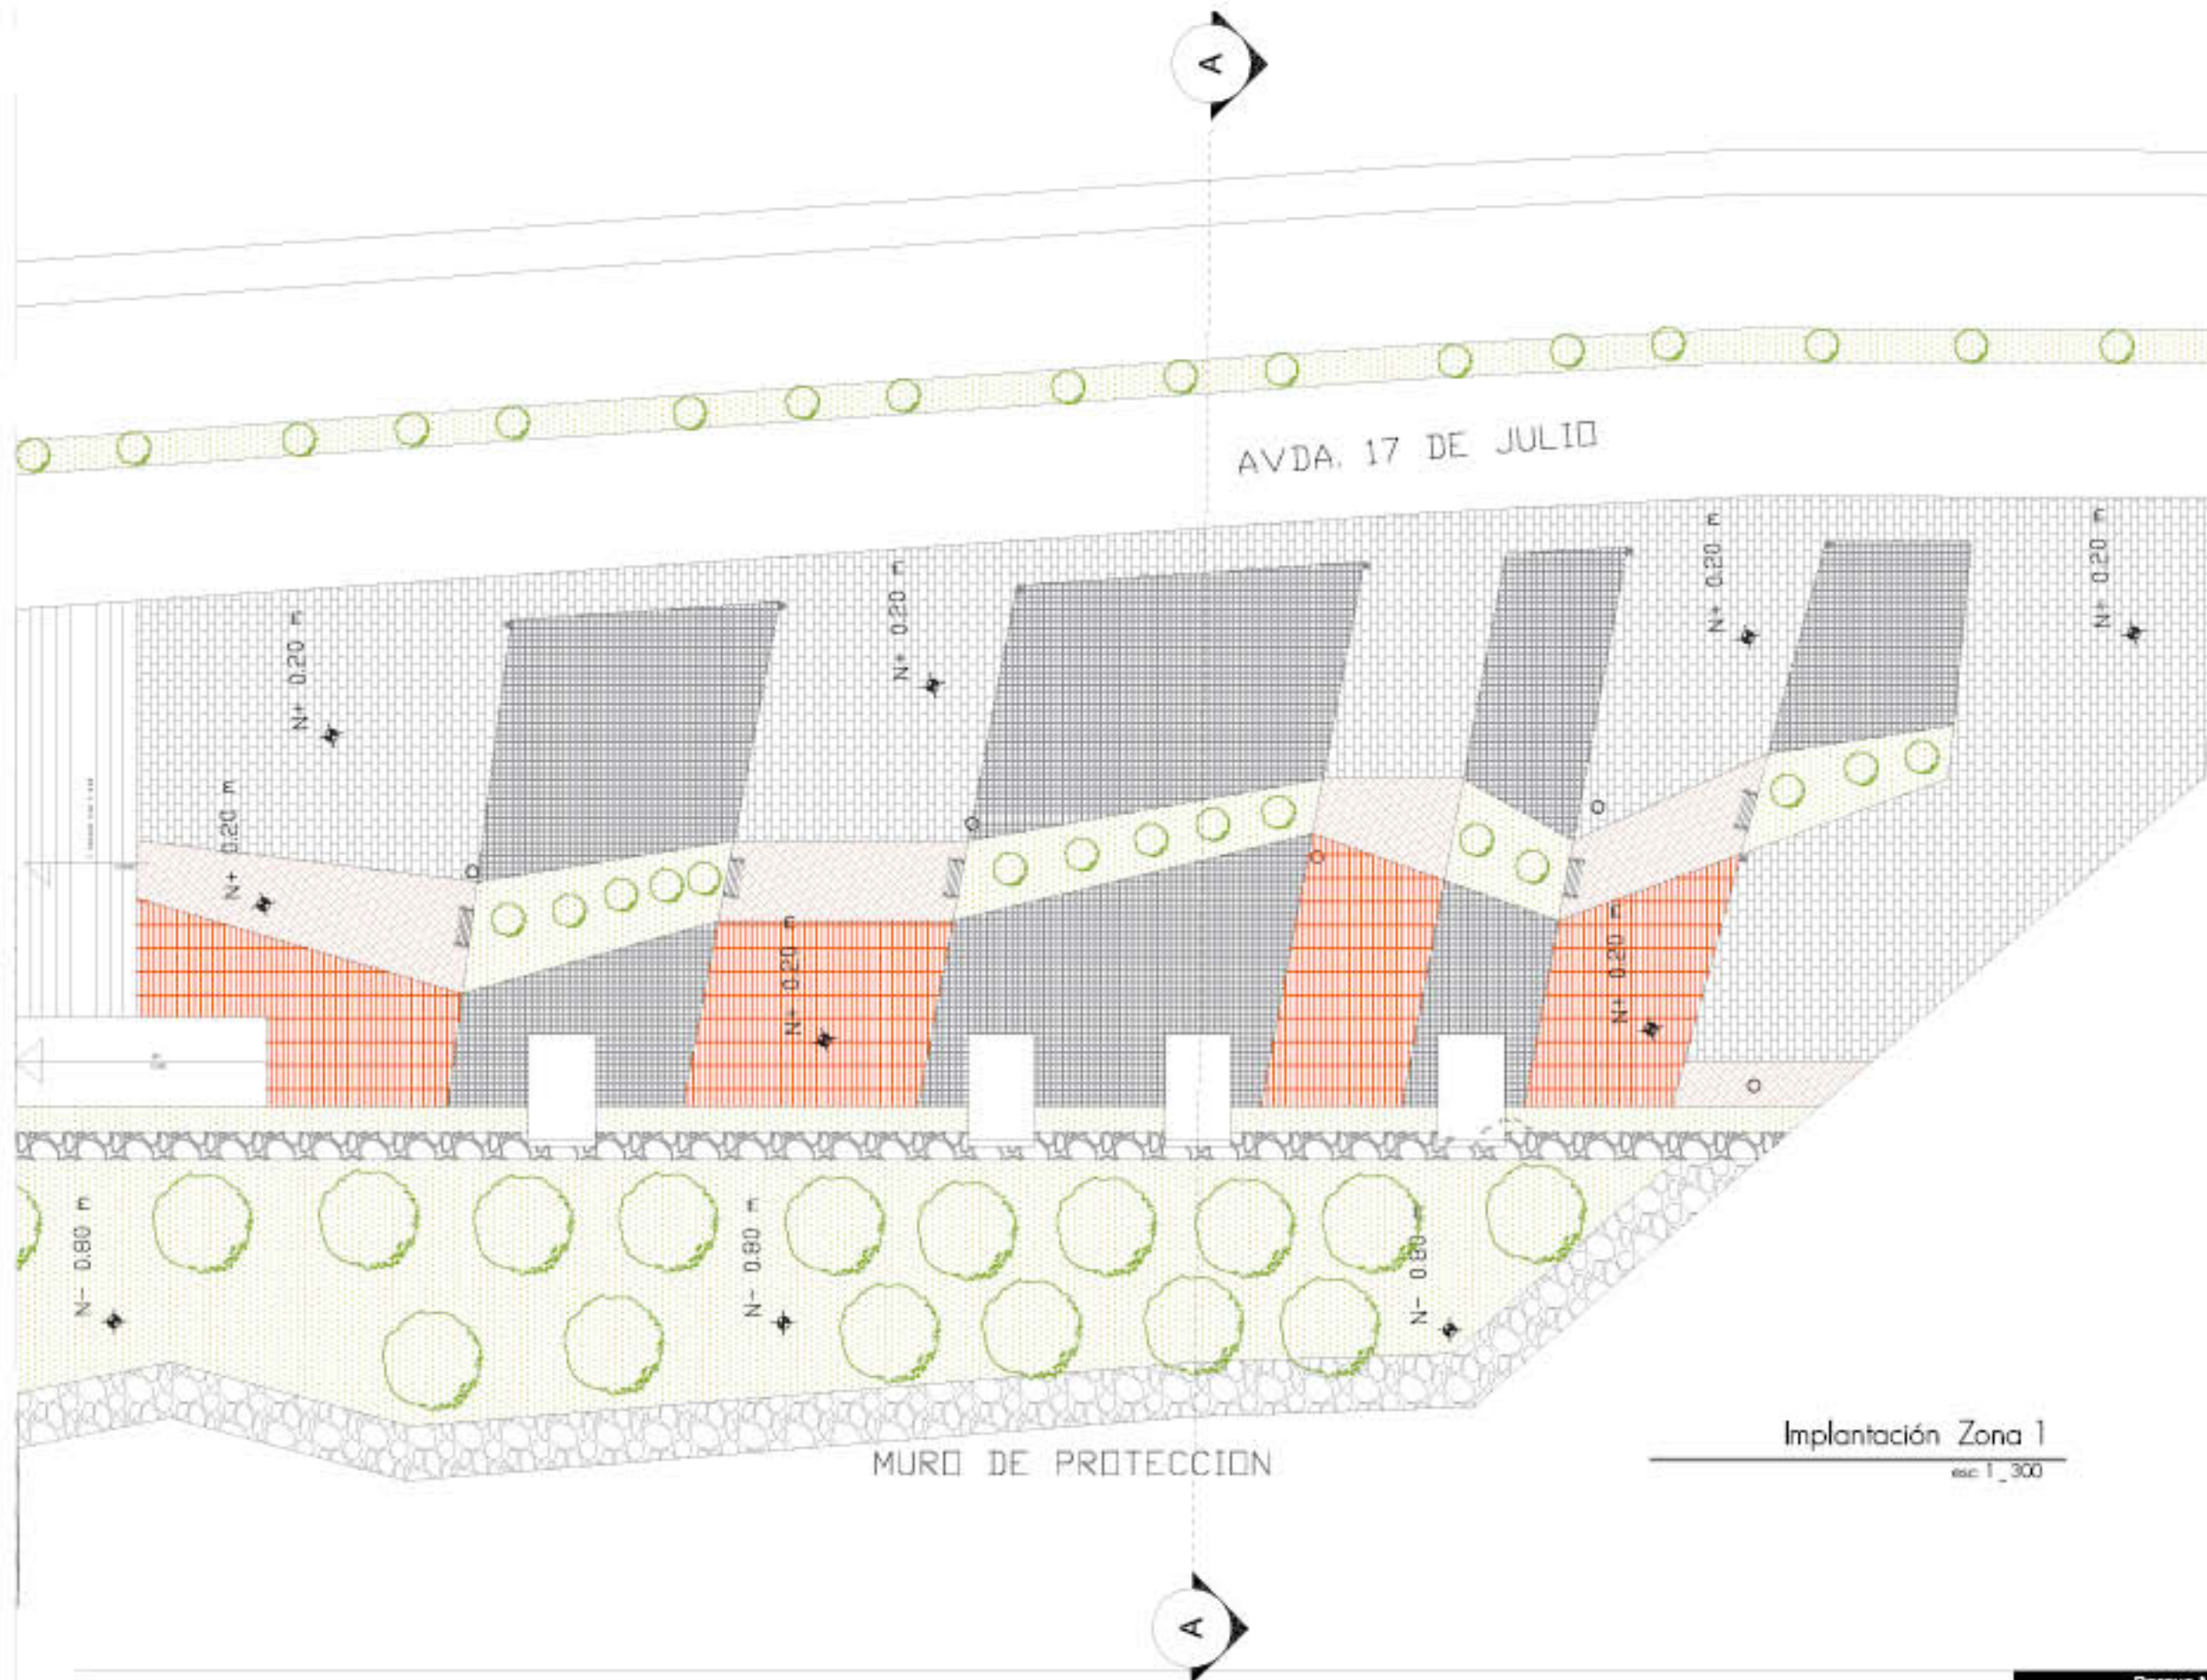 A
AVDA. 17 DE JULIO
N+ 0.20 m
N+ 0.20 m
N+ 0.20 m
N+ 0.20 m
N+ 0.20 m
N+ 0.20 m
N+ 0.20 m
N- 0.80 m
N- 0.80 m
N- 0.80 m
MURO DE PROTECCION
Implantación Zona 1
esc 1_300
A